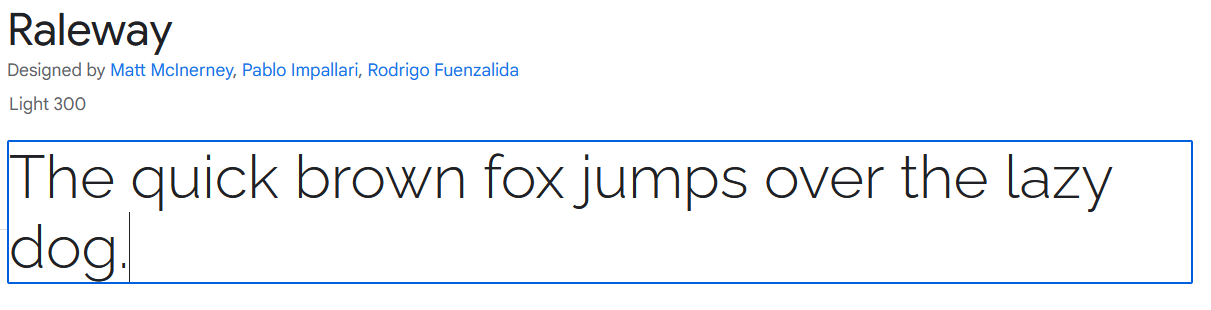 Raleway
Designed by Matt McInerney, Pablo Impallari, Rodrigo Fuenzalida
Light 300
The quick brown fox jumps over the lazy
dog.